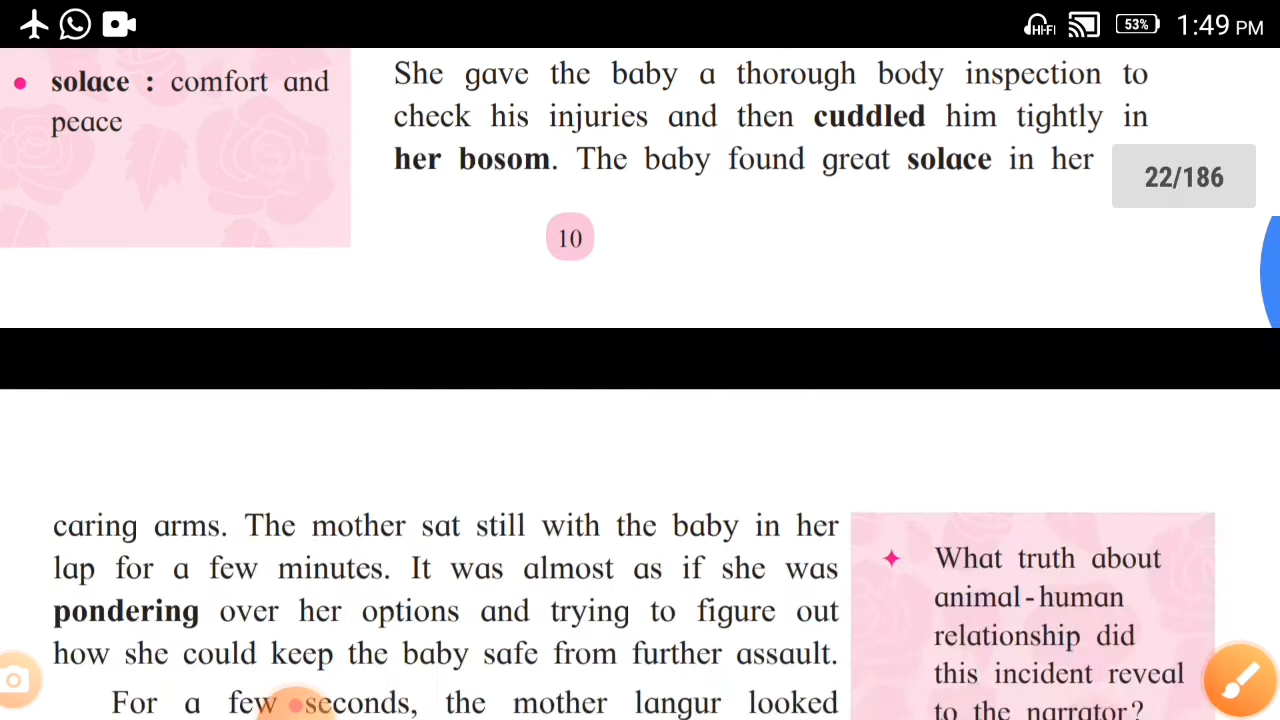 HI-FI
53%
1:49 PM
• solace : comfort and
peace
She gave the baby a thorough body inspection to
check his injuries and then cuddled him tightly in
her bosom. The baby found great solace in her
22/186
10
caring arms. The mother sat still with the baby in her
lap for a few minutes. It was almost as if she was
pondering over her options and trying to figure out
how she could keep the baby safe from further assault.
For a few seconds, the mother langur looked
What truth about
animal-human
relationship did
this incident reveal
to the narrator?